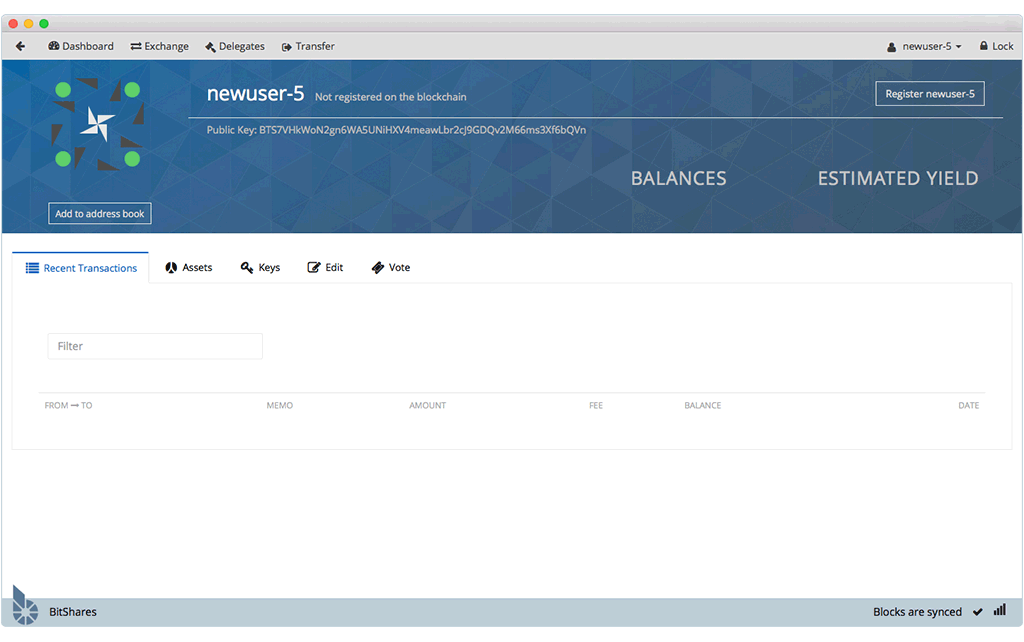 Dashboard Exchange Delegates Transfer newuser-5 Lock
newuser-5 Not registered on the blockchain Register newuser-5
Public Key: BTS7VHkWoN2gn6WA5UNiHXV4meawLbr2cJ9GDQv2M66ms3Xf6bQVn
BALANCES ESTIMATED YIELD
Add to address book
Recent Transactions Assets Keys Edit Vote
Filter
FROM TO MEMO AMOUNT FEE BALANCE DATE
BitShares Blocks are synced